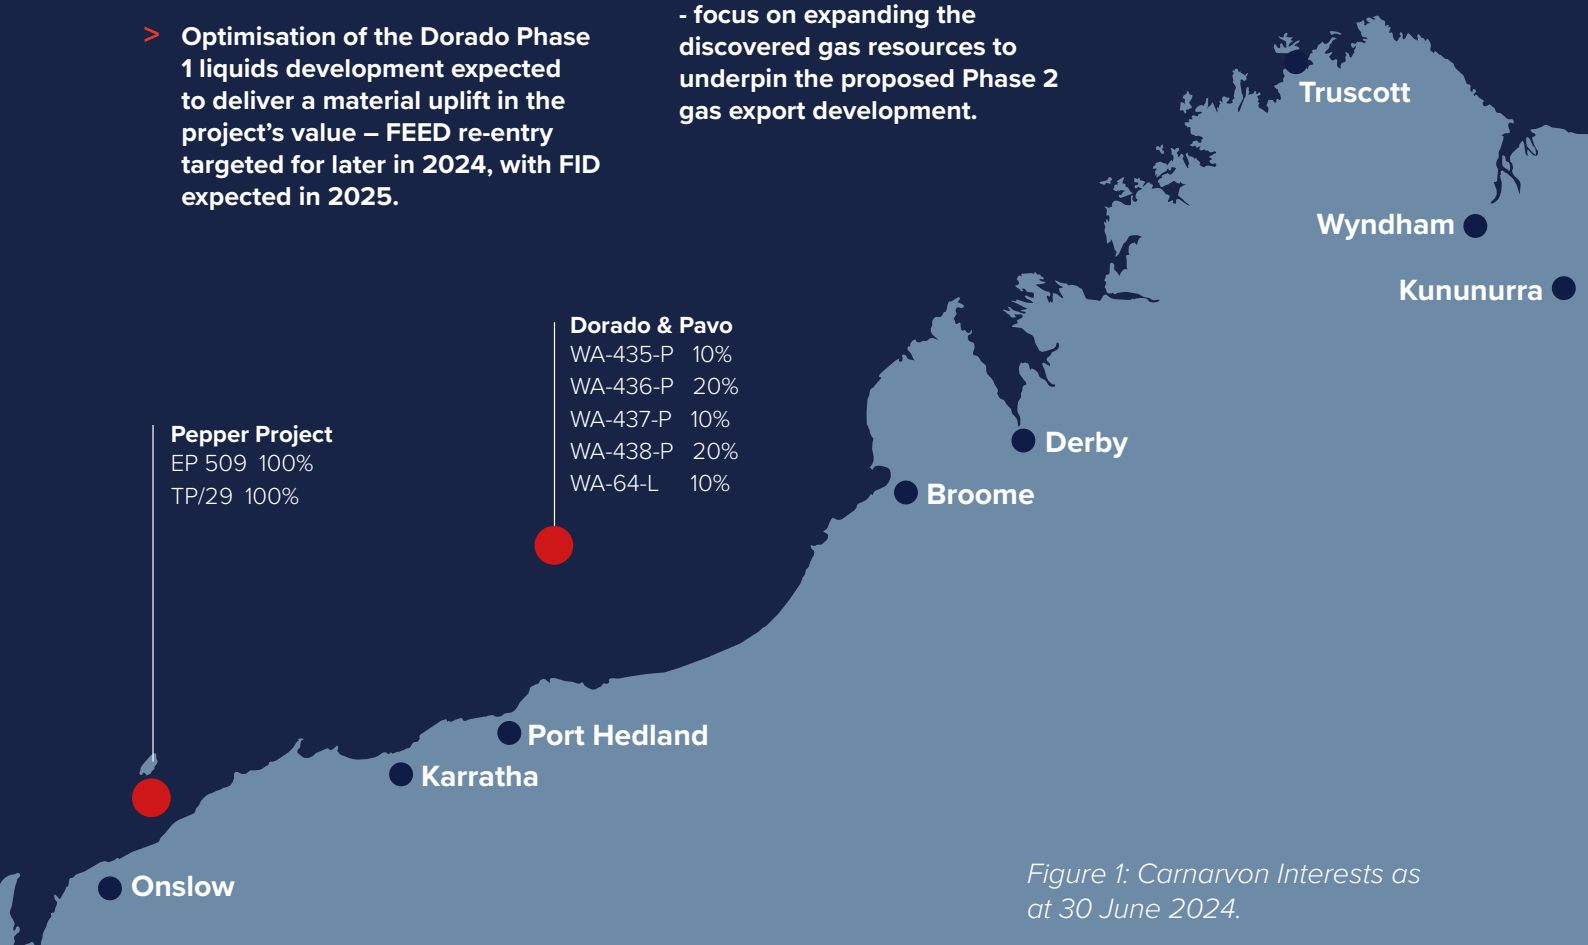 > Optimisation of the Dorado Phase
1 liquids development expected
to deliver a material uplift in the
project’s value – FEED re-entry
targeted for later in 2024, with FID
expected in 2025.
- focus on expanding the
discovered gas resources to
underpin the proposed Phase 2
gas export development.
Truscott
Wyndham
Kununurra
Dorado & Pavo
WA-435-P 10%
WA-436-P 20%
WA-437-P 10%
WA-438-P 20%
WA-64-L 10%
Pepper Project
EP 509 100%
TP/29 100%
Derby
Broome
Port Hedland
Karratha
Onslow
Figure 1: Carnarvon Interests as
at 30 June 2024.